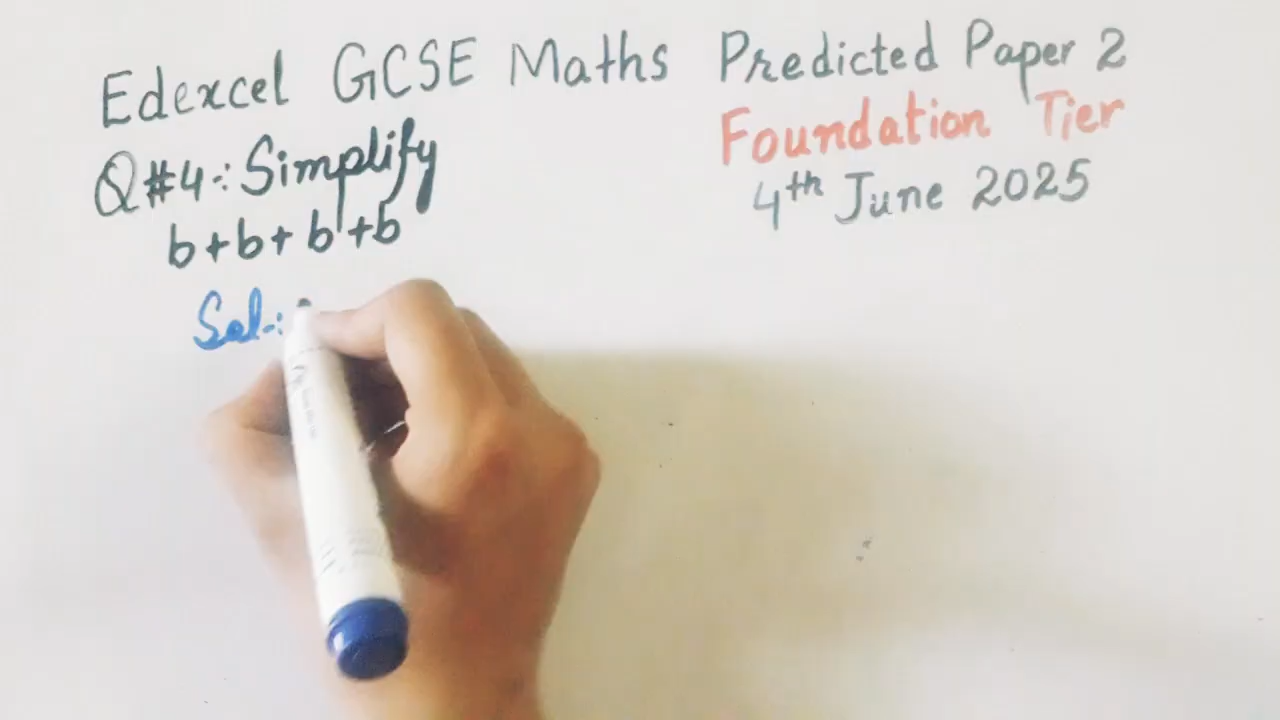 Edexcel GCSE Maths Predicted Paper 2
Foundation Tier
4th June 2025
Q#4-: Simplify
b+b+b+b
Sol-: